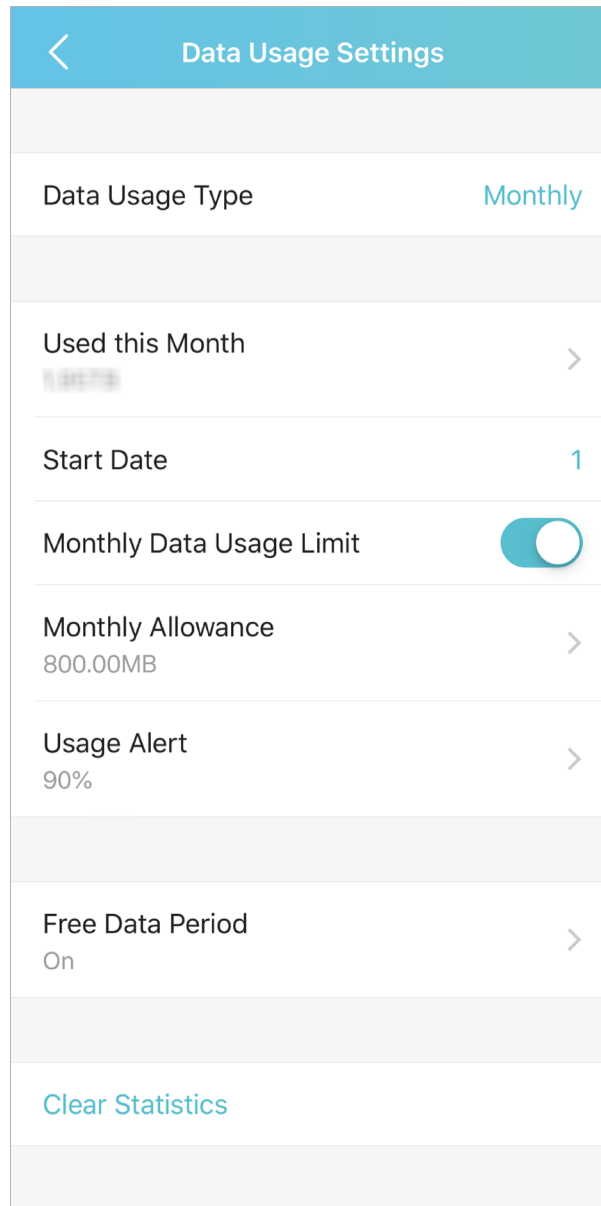 Data Usage Settings
Data Usage Type
Monthly
Used this Month
Start Date
1
Monthly Data Usage Limit
Monthly Allowance
800.00MB
Usage Alert
90%
Free Data Period
On
Clear Statistics